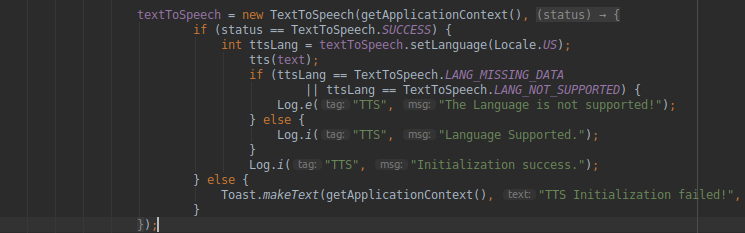 textToSpeech = new TextToSpeech(getApplicationContext(), (status) → {
if (status == TextToSpeech.SUCCESS) {
int ttsLang = textToSpeech.setLanguage(Locale.US);
tts(text);
if (ttsLang == TextToSpeech.LANG_MISSING_DATA
|| ttsLang == TextToSpeech.LANG_NOT_SUPPORTED) {
Log.e( tag: "TTS", msg: "The Language is not supported!");
} else {
Log.i( tag: "TTS", msg: "Language Supported.");
}
Log.i( tag: "TTS", msg: "Initialization success.");
} else {
Toast.makeText(getApplicationContext(), text: "TTS Initialization failed!",
}
});